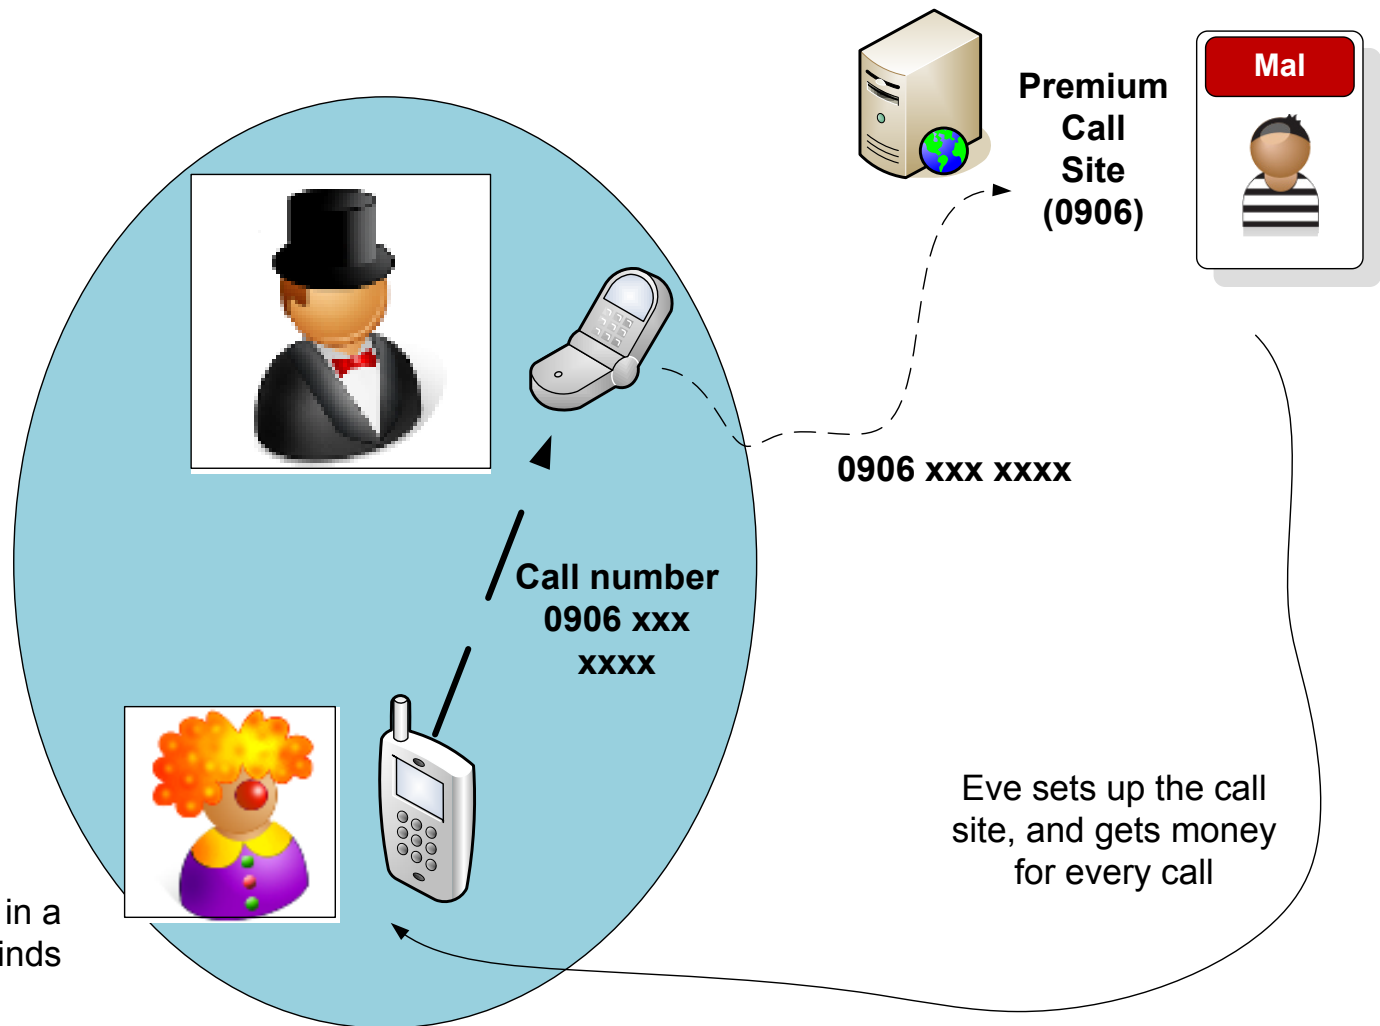 Mal
Premium
Call
Site
(0906)
0906 xxx xxxx
Call number
0906 xxx
xxxx
Eve sets up the call
site, and gets money
for every call
in a
inds